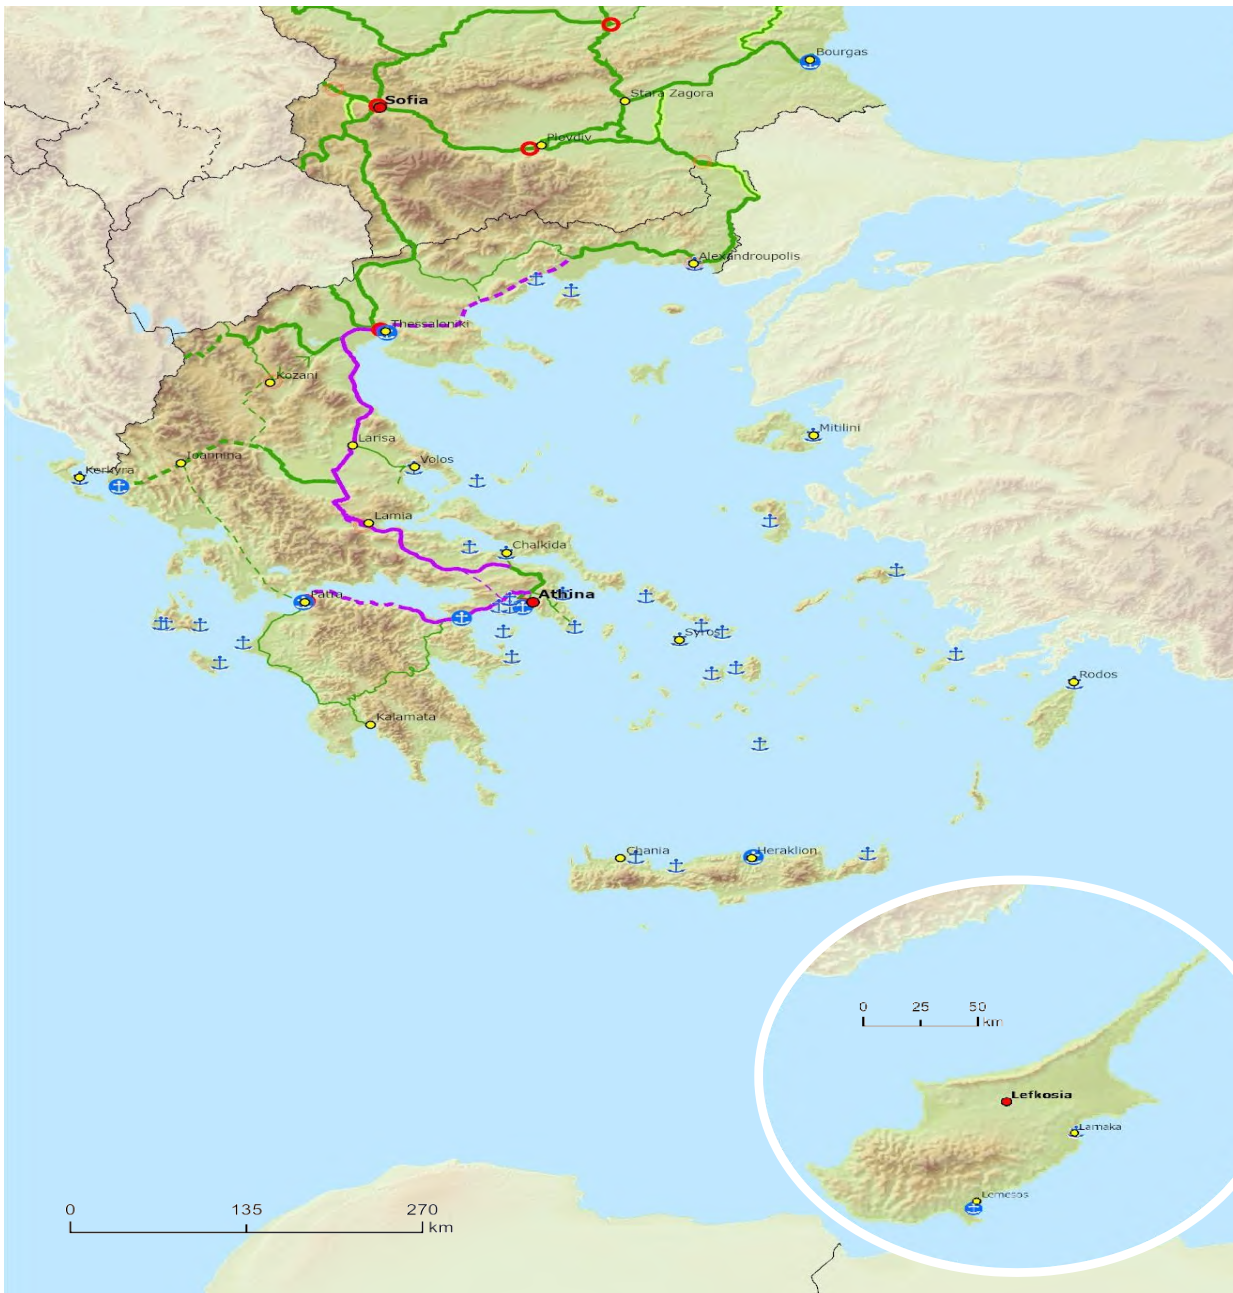 Bourgas
Stara Zagora
Sofia
Plovdiv
Alexandroupolis
Thessaloniki
Kozani
Mitilini
Larisa
Ioannina
Volos
Kerkyra
Lamia
Chalkida
Athina
Patra
Syros
Rodos
Kalamata
Chania
Heraklion
0 25 50
km
Lefkosia
Larnaka
Lemesos
0 135 270
km